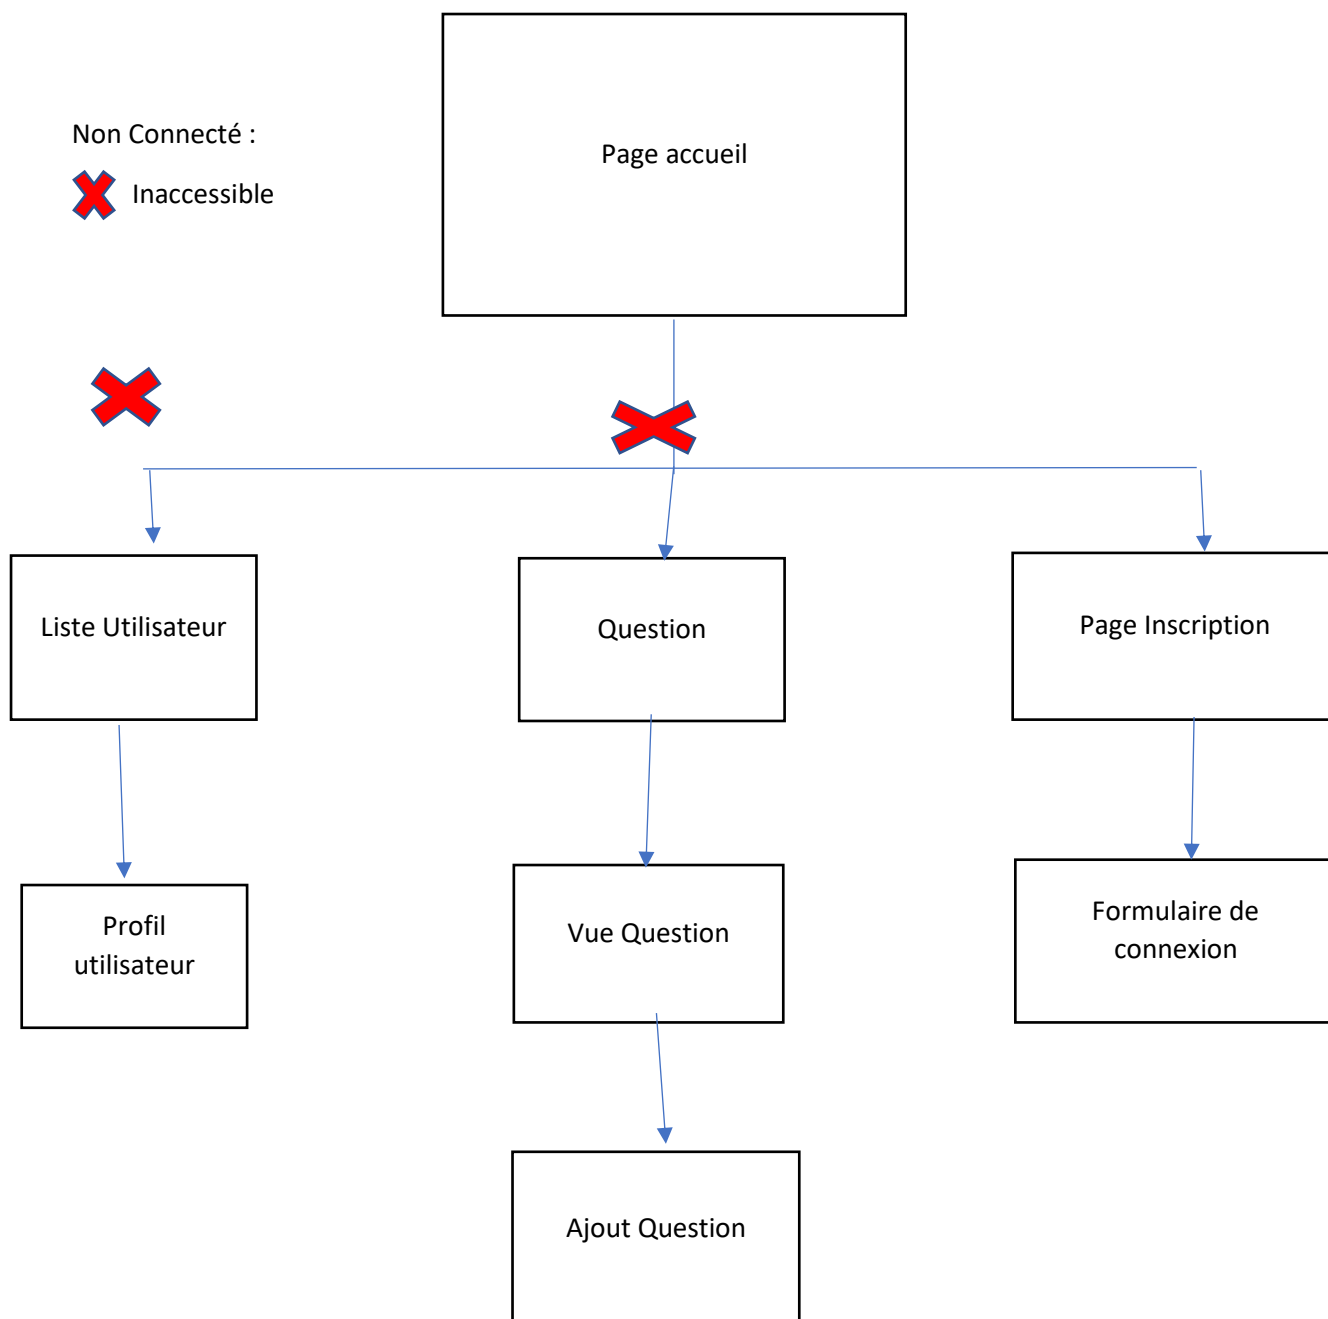 Non Connecté :
Inaccessible
Page accueil
Liste Utilisateur
Question
Page Inscription
Profil
utilisateur
Vue Question
Formulaire de
connexion
Ajout Question